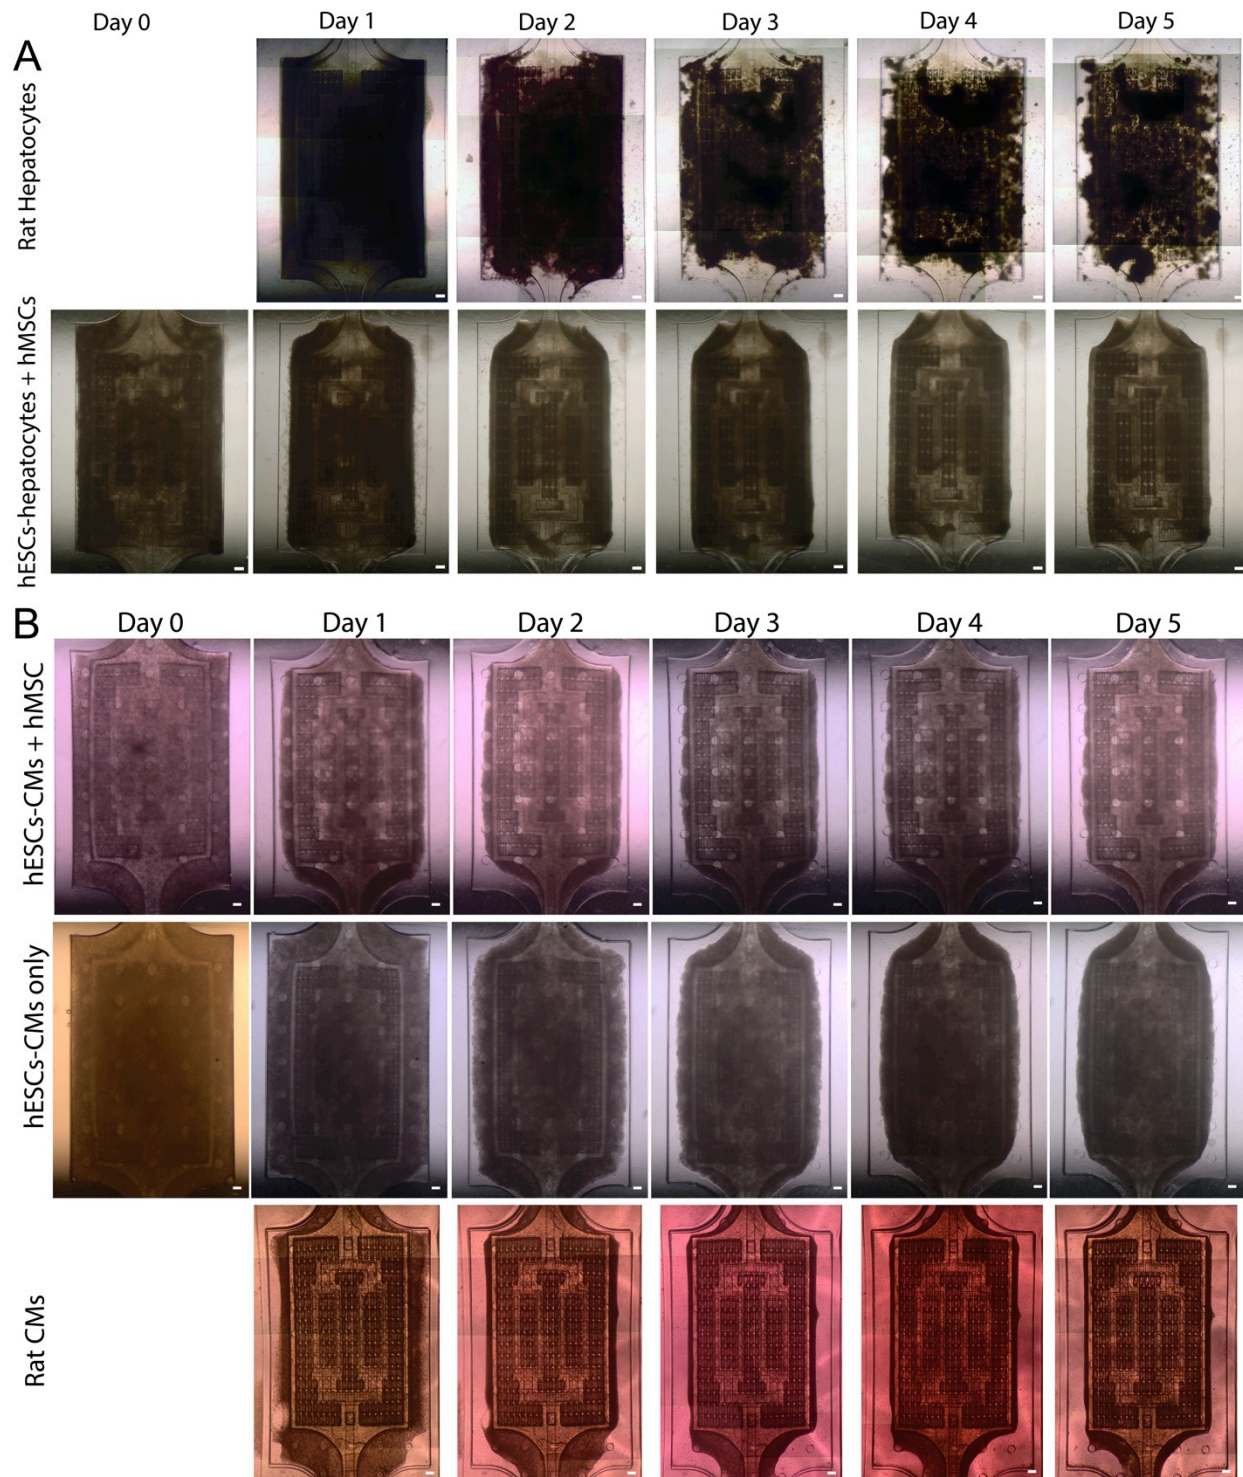 Day 0 Day 1 Day 2 Day 3 Day 4 Day 5
A
Rat Hepatocytes
hESCs-hepatocytes + hMSCs
B
Day 0 Day 1 Day 2 Day 3 Day 4 Day 5
hESCs-CMs + hMSC
hESCs-CMs only
Rat CMs